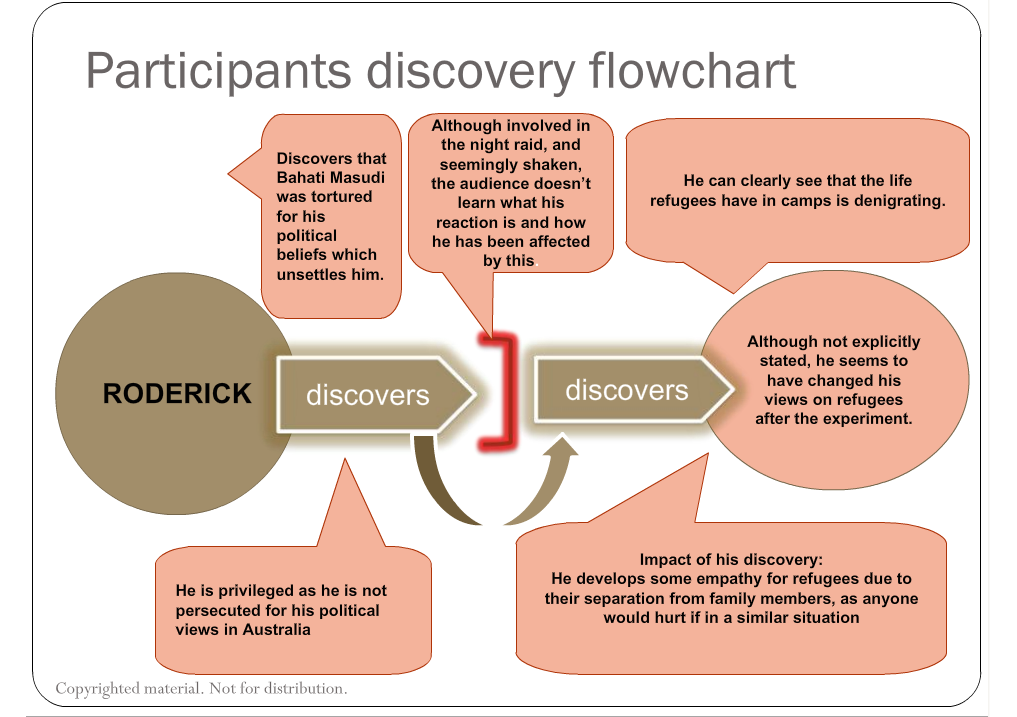 Participants discovery flowchart
Discovers that
Bahati Masudi
was tortured
for his
political
beliefs which
unsettles him.
Although involved in
the night raid, and
seemingly shaken,
the audience doesn’t
learn what his
reaction is and how
he has been affected
by this.
He can clearly see that the life
refugees have in camps is denigrating.
RODERICK
discovers
discovers
Although not explicitly
stated, he seems to
have changed his
views on refugees
after the experiment.
He is privileged as he is not
persecuted for his political
views in Australia
Impact of his discovery:
He develops some empathy for refugees due to
their separation from family members, as anyone
would hurt if in a similar situation
Copyrighted material. Not for distribution.